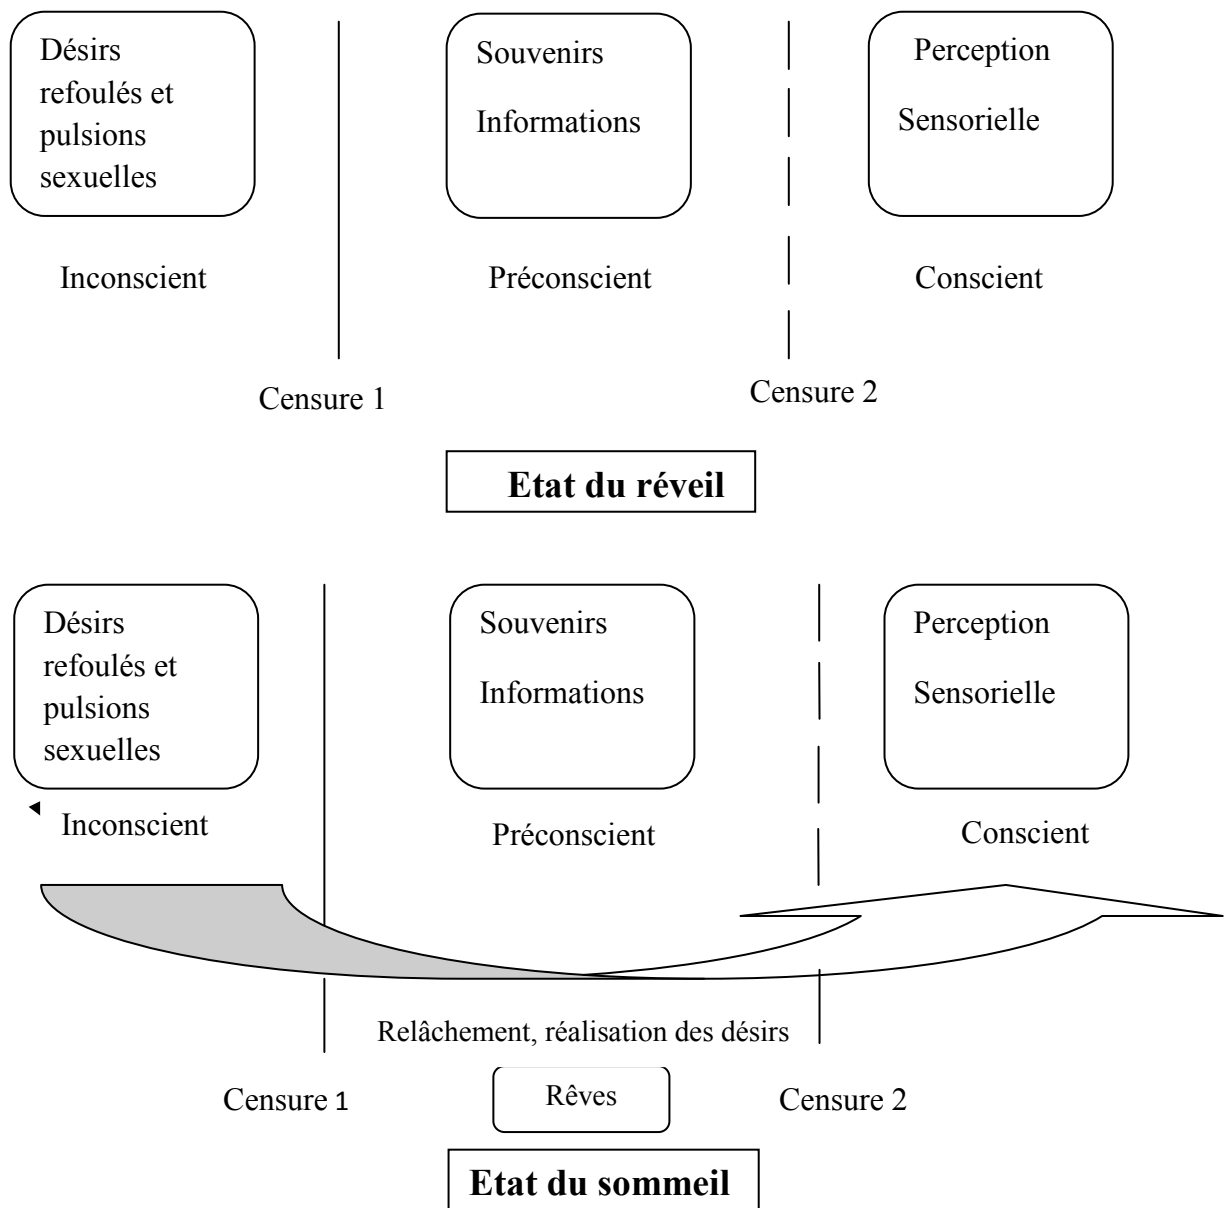 Désirs
refoulés et
pulsions
sexuelles
Souvenirs
Informations
Perception
Sensorielle
Inconscient
Préconscient
Conscient
Censure 1
Censure 2
Etat du réveil
Désirs
refoulés et
pulsions
sexuelles
Souvenirs
Informations
Perception
Sensorielle
Inconscient
Préconscient
Conscient
Relâchement, réalisation des désirs
Censure 1
Rêves
Censure 2
Etat du sommeil